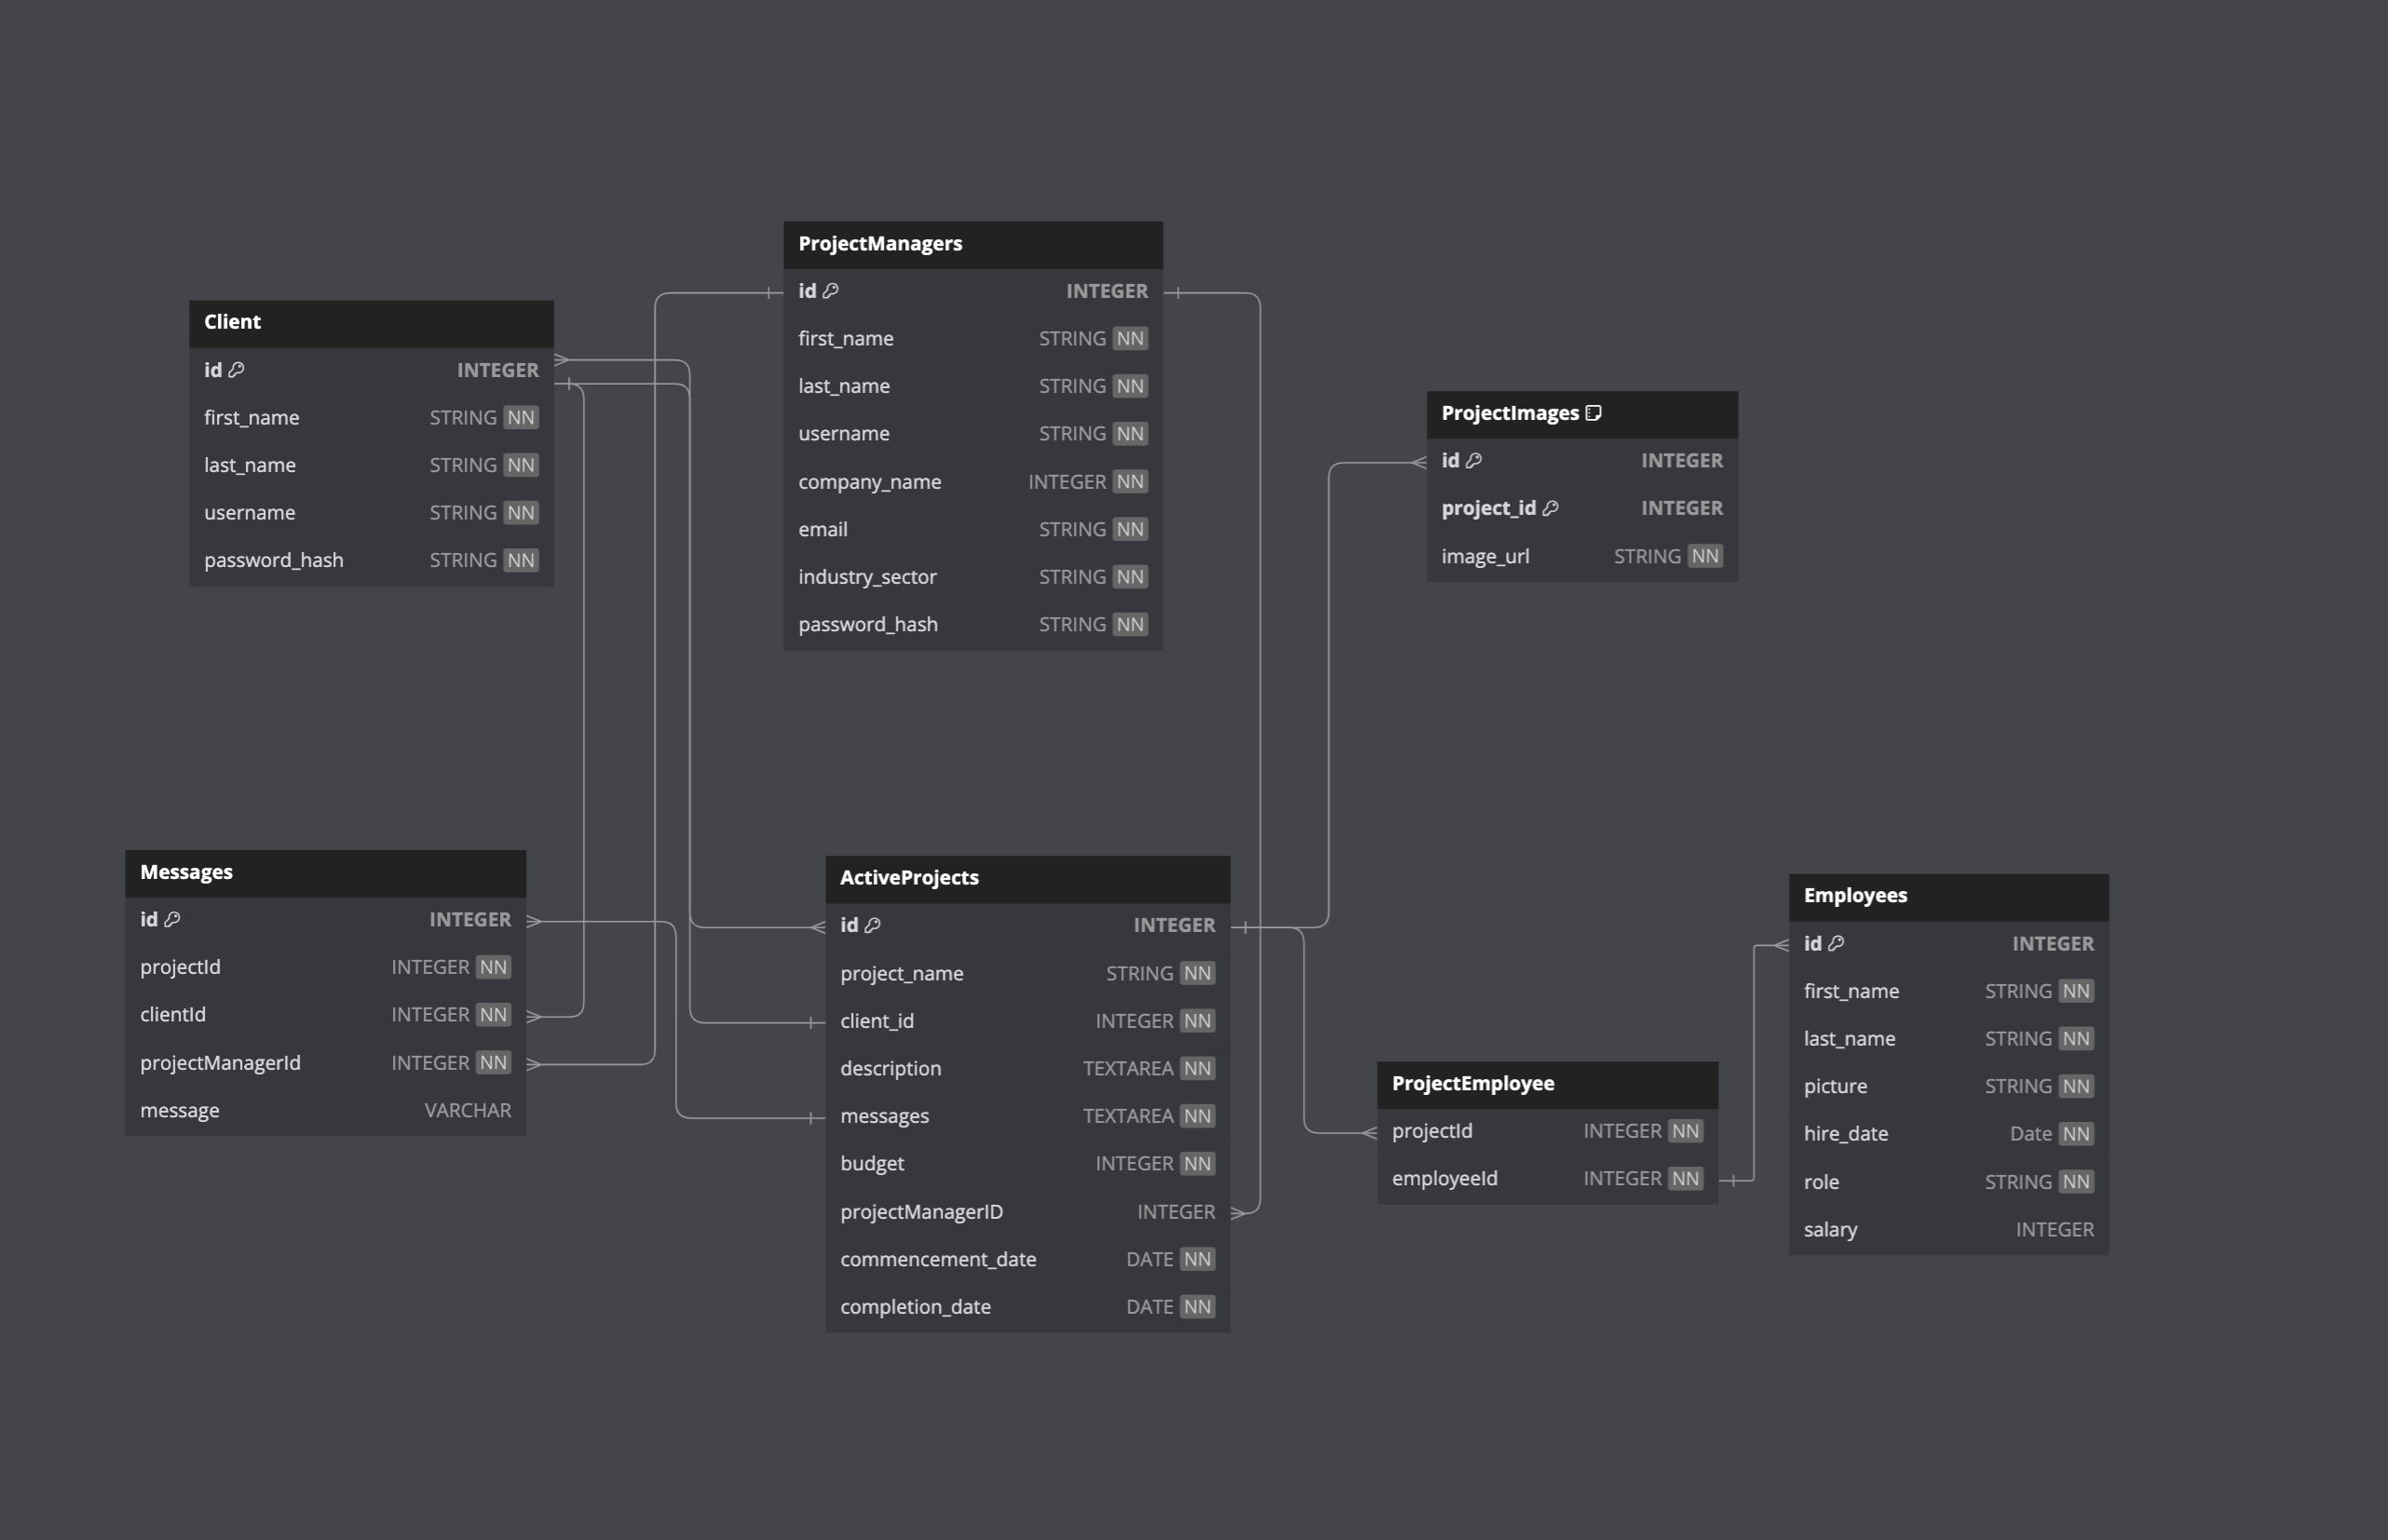 ProjectManagers
id INTEGER
first_name STRING NN
last_name STRING NN
username STRING NN
company_name INTEGER NN
email STRING NN
industry_sector STRING NN
password_hash STRING NN
Client
id INTEGER
first_name STRING NN
last_name STRING NN
username STRING NN
password_hash STRING NN
ProjectImages
id INTEGER
project_id INTEGER
image_url STRING NN
Messages
id INTEGER
projectId INTEGER NN
clientId INTEGER NN
projectManagerId INTEGER NN
message VARCHAR
ActiveProjects
id INTEGER
project_name STRING NN
client_id INTEGER NN
description TEXTAREA NN
messages TEXTAREA NN
budget INTEGER NN
projectManagerID INTEGER
commencement_date DATE NN
completion_date DATE NN
ProjectEmployee
projectId INTEGER NN
employeeId INTEGER NN
Employees
id INTEGER
first_name STRING NN
last_name STRING NN
picture STRING NN
hire_date Date NN
role STRING NN
salary INTEGER